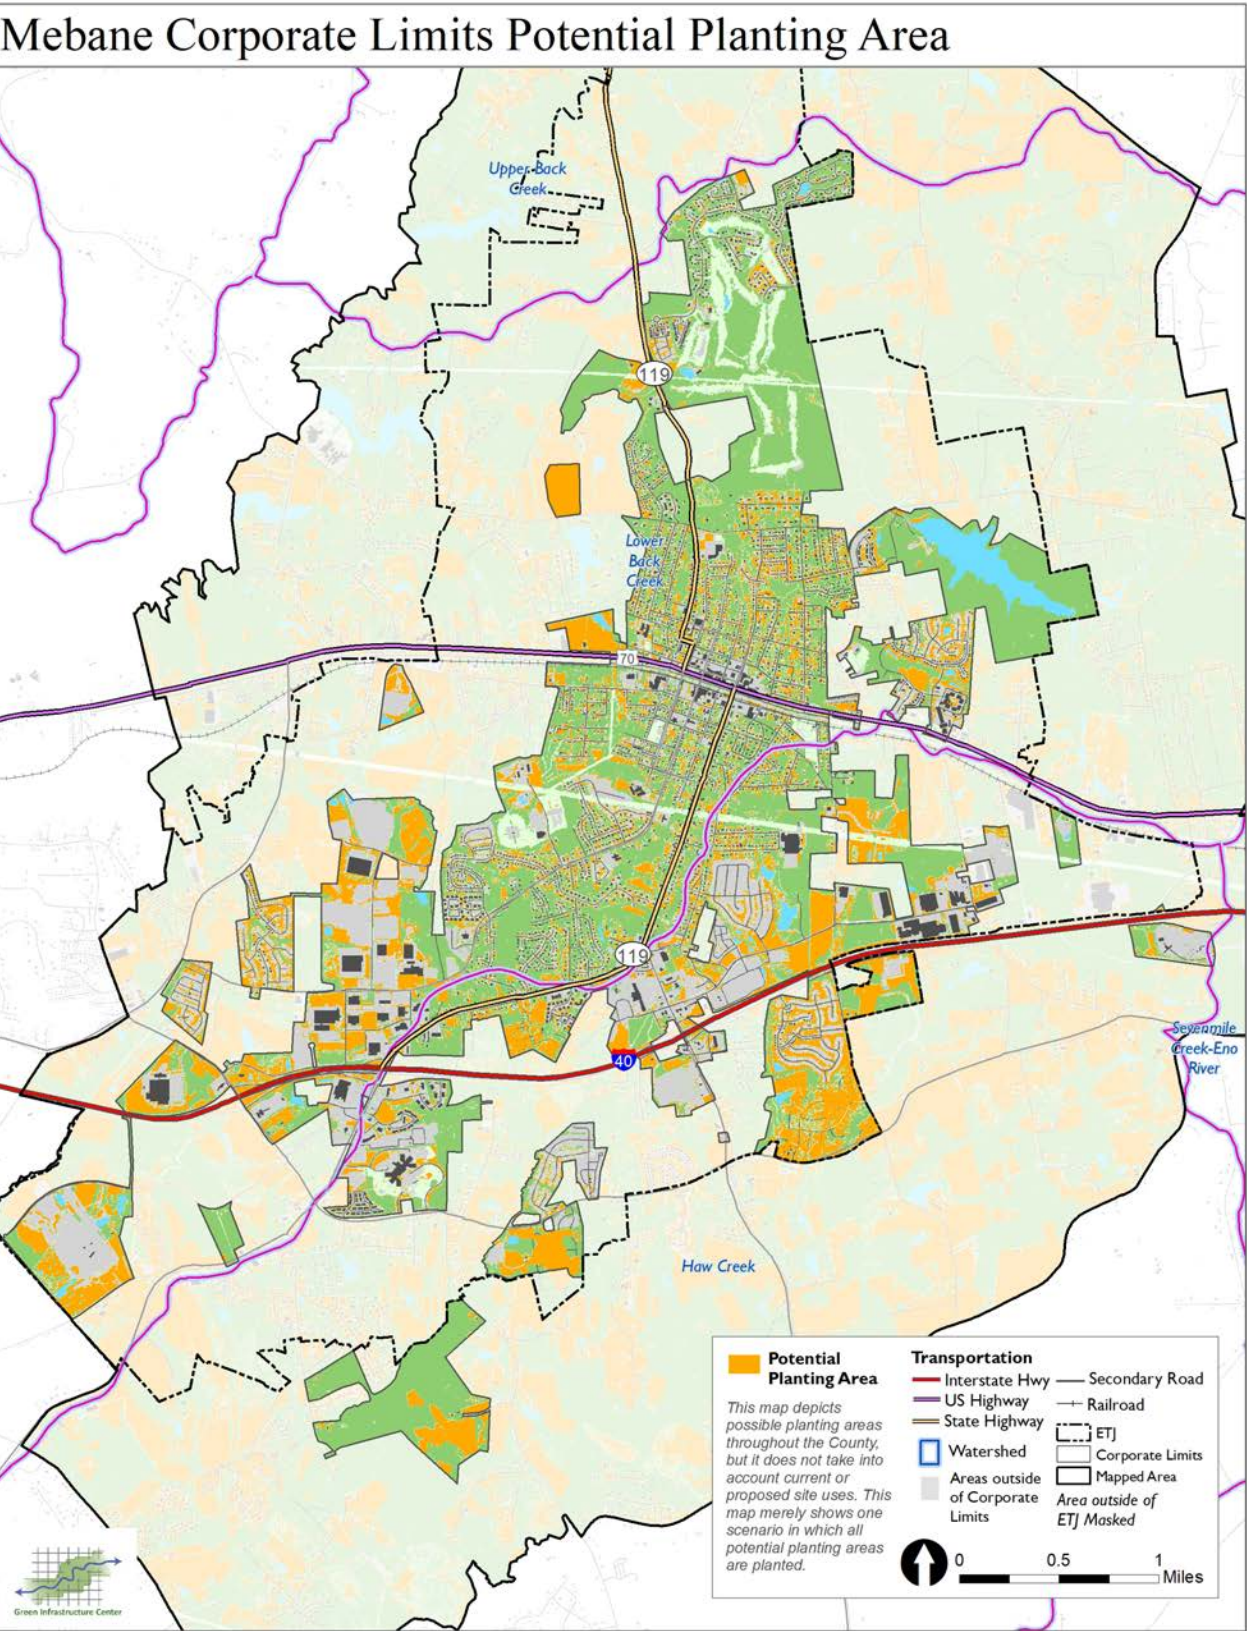 Mebane Corporate Limits Potential Planting Area
Upper Back
Creek
119
Lower
Back
Creek
70
119
40
Sevenmile
Creek-Eno
River
Haw Creek
Potential
Planting Area
This map depicts
possible planting areas
throughout the County,
but it does not take into
account current or
proposed site uses. This
map merely shows one
scenario in which all
potential planting areas
are planted.
Transportation
Interstate Hwy
US Highway
State Highway
Watershed
Areas outside
of Corporate
Limits
Secondary Road
Railroad
ETJ
Corporate Limits
Mapped Area
Area outside of
ETJ Masked
0 0.5 1
Miles
Green Infrastructure Center